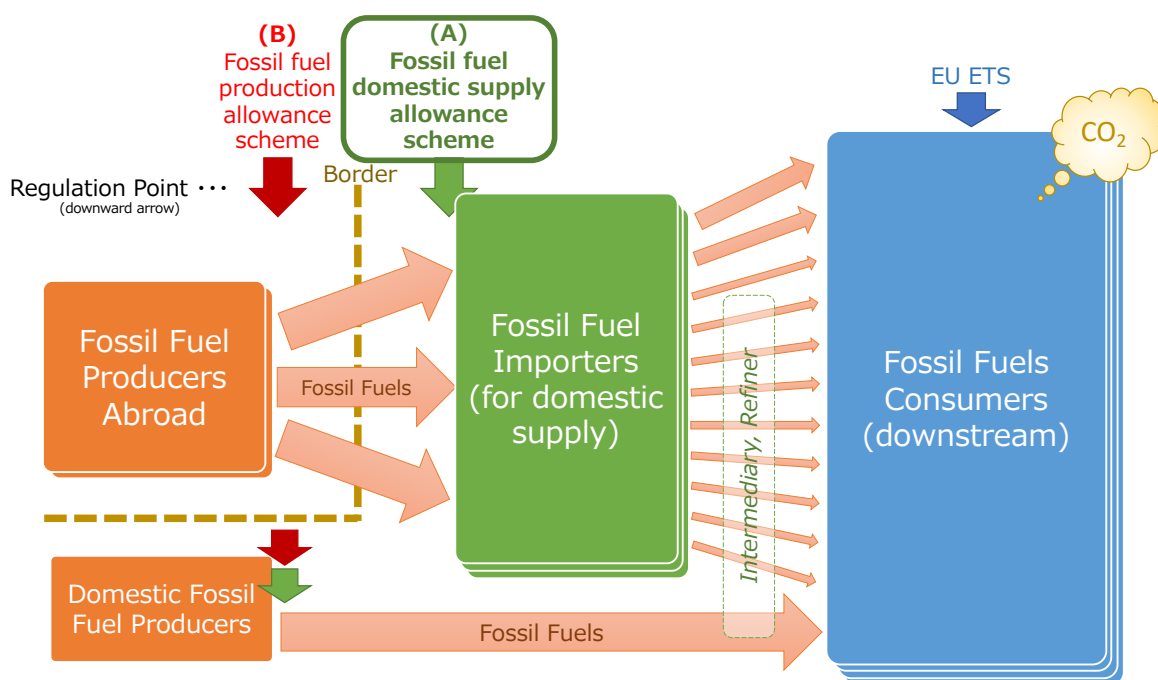 (B)
Fossil fuel
production
allowance
scheme
(A)
Fossil fuel
domestic supply
allowance
scheme
EU ETS
CO₂
Regulation Point ・・・
(downward arrow)
Border
Fossil Fuel
Producers
Abroad
Fossil Fuels
Fossil Fuel
Importers
(for domestic
supply)
Intermediary, Refiner
Fossil Fuels
Consumers
(downstream)
Domestic Fossil
Fuel Producers
Fossil Fuels